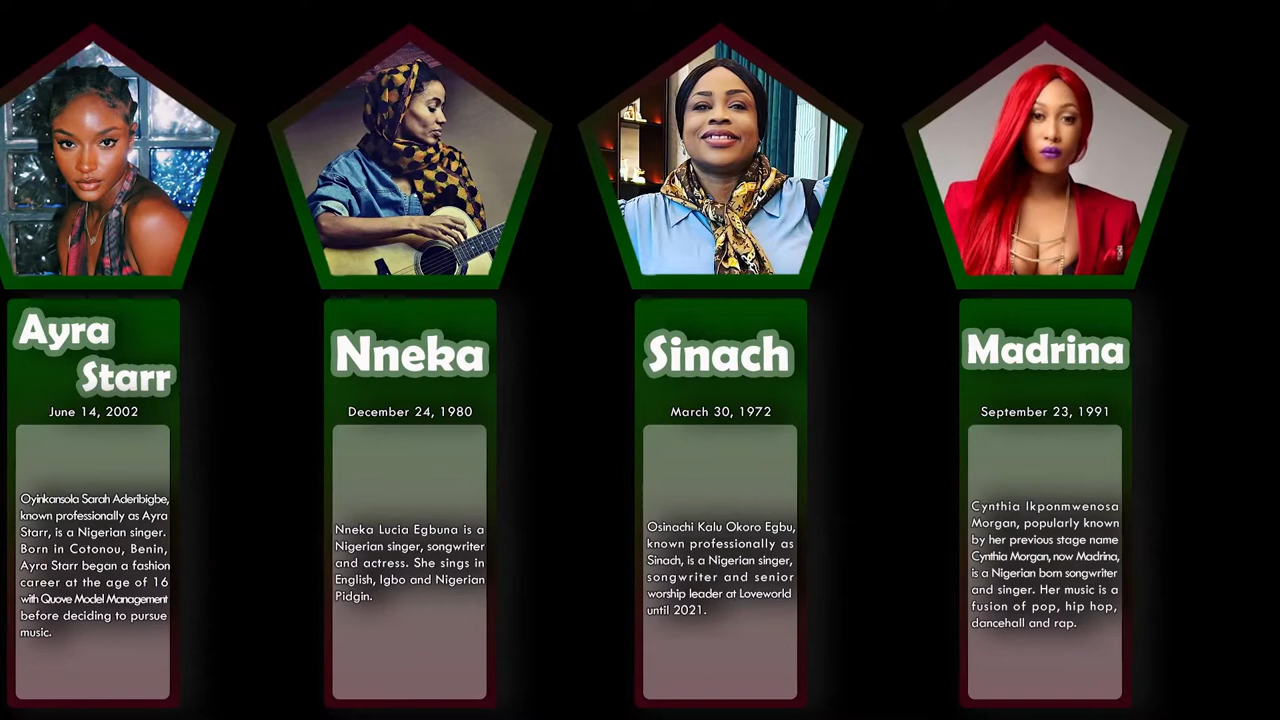 Ayra
Starr
June 14, 2002
Oyinkansola Sarah Aderibigbe,
known professionally as Ayra
Starr, is a Nigerian singer.
Born in Cotonou, Benin,
Ayra Starr began a fashion
career at the age of 16
with Quove Model Management
before deciding to pursue
music.
Nneka
December 24, 1980
Nneka Lucia Egbuna is a
Nigerian singer, songwriter
and actress. She sings in
English, Igbo and Nigerian
Pidgin.
Sinach
March 30, 1972
Osinachi Kalu Okoro Egbu,
known professionally as
Sinach, is a Nigerian singer,
songwriter and senior
worship leader at Loveworld
until 2021.
Madrina
September 23, 1991
Cynthia Ikponmwenosa
Morgan, popularly known
by her previous stage name
Cynthia Morgan, now Madrina,
is a Nigerian born songwriter
and singer. Her music is a
fusion of pop, hip hop,
dancehall and rap.